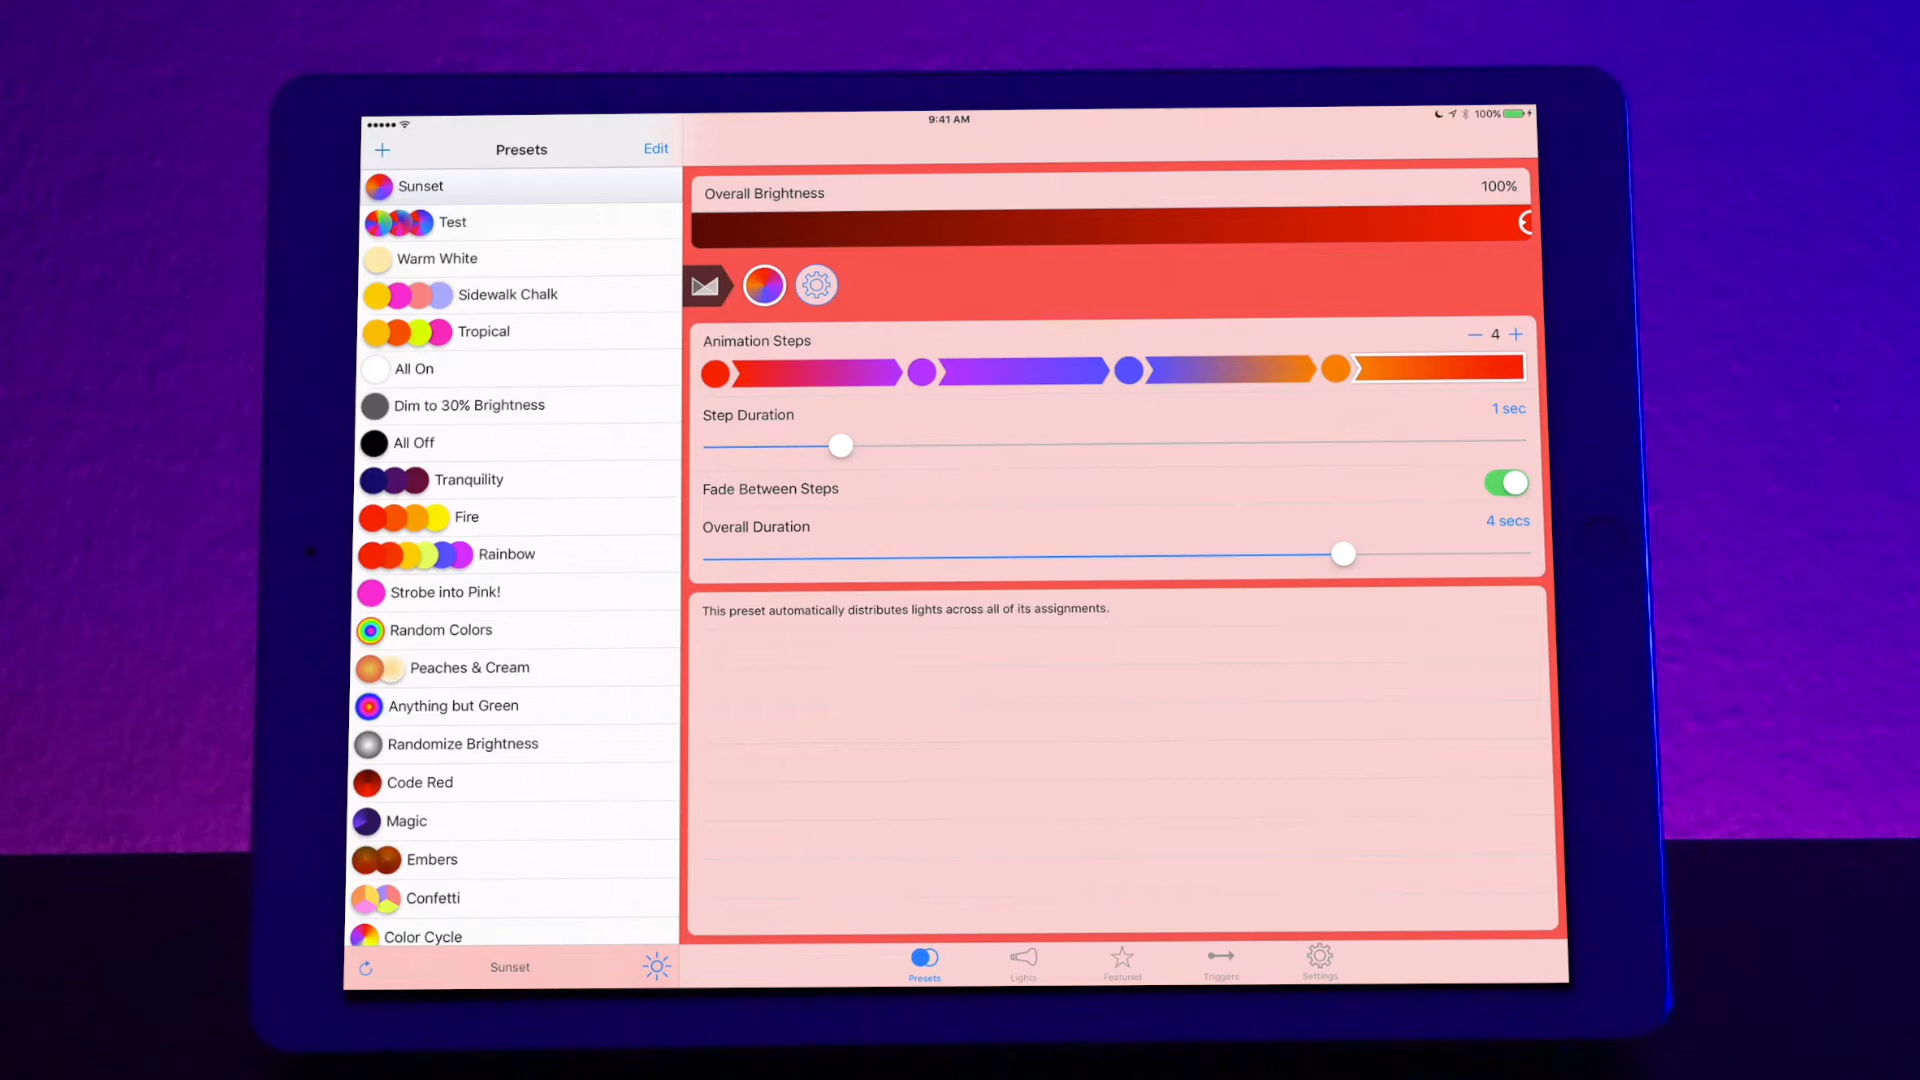 9:41 AM
100%
Presets
Edit
Sunset
Test
Warm White
Sidewalk Chalk
Tropical
All On
Dim to 30% Brightness
All Off
Tranquility
Fire
Rainbow
Strobe into Pink!
Random Colors
Peaches & Cream
Anything but Green
Randomize Brightness
Code Red
Magic
Embers
Confetti
Color Cycle
Sunset
Overall Brightness
100%
Animation Steps
4
Step Duration
1 sec
Fade Between Steps
Overall Duration
4 secs
This preset automatically distributes lights across all of its assignments.
Presets
Lights
Featured
Triggers
Settings